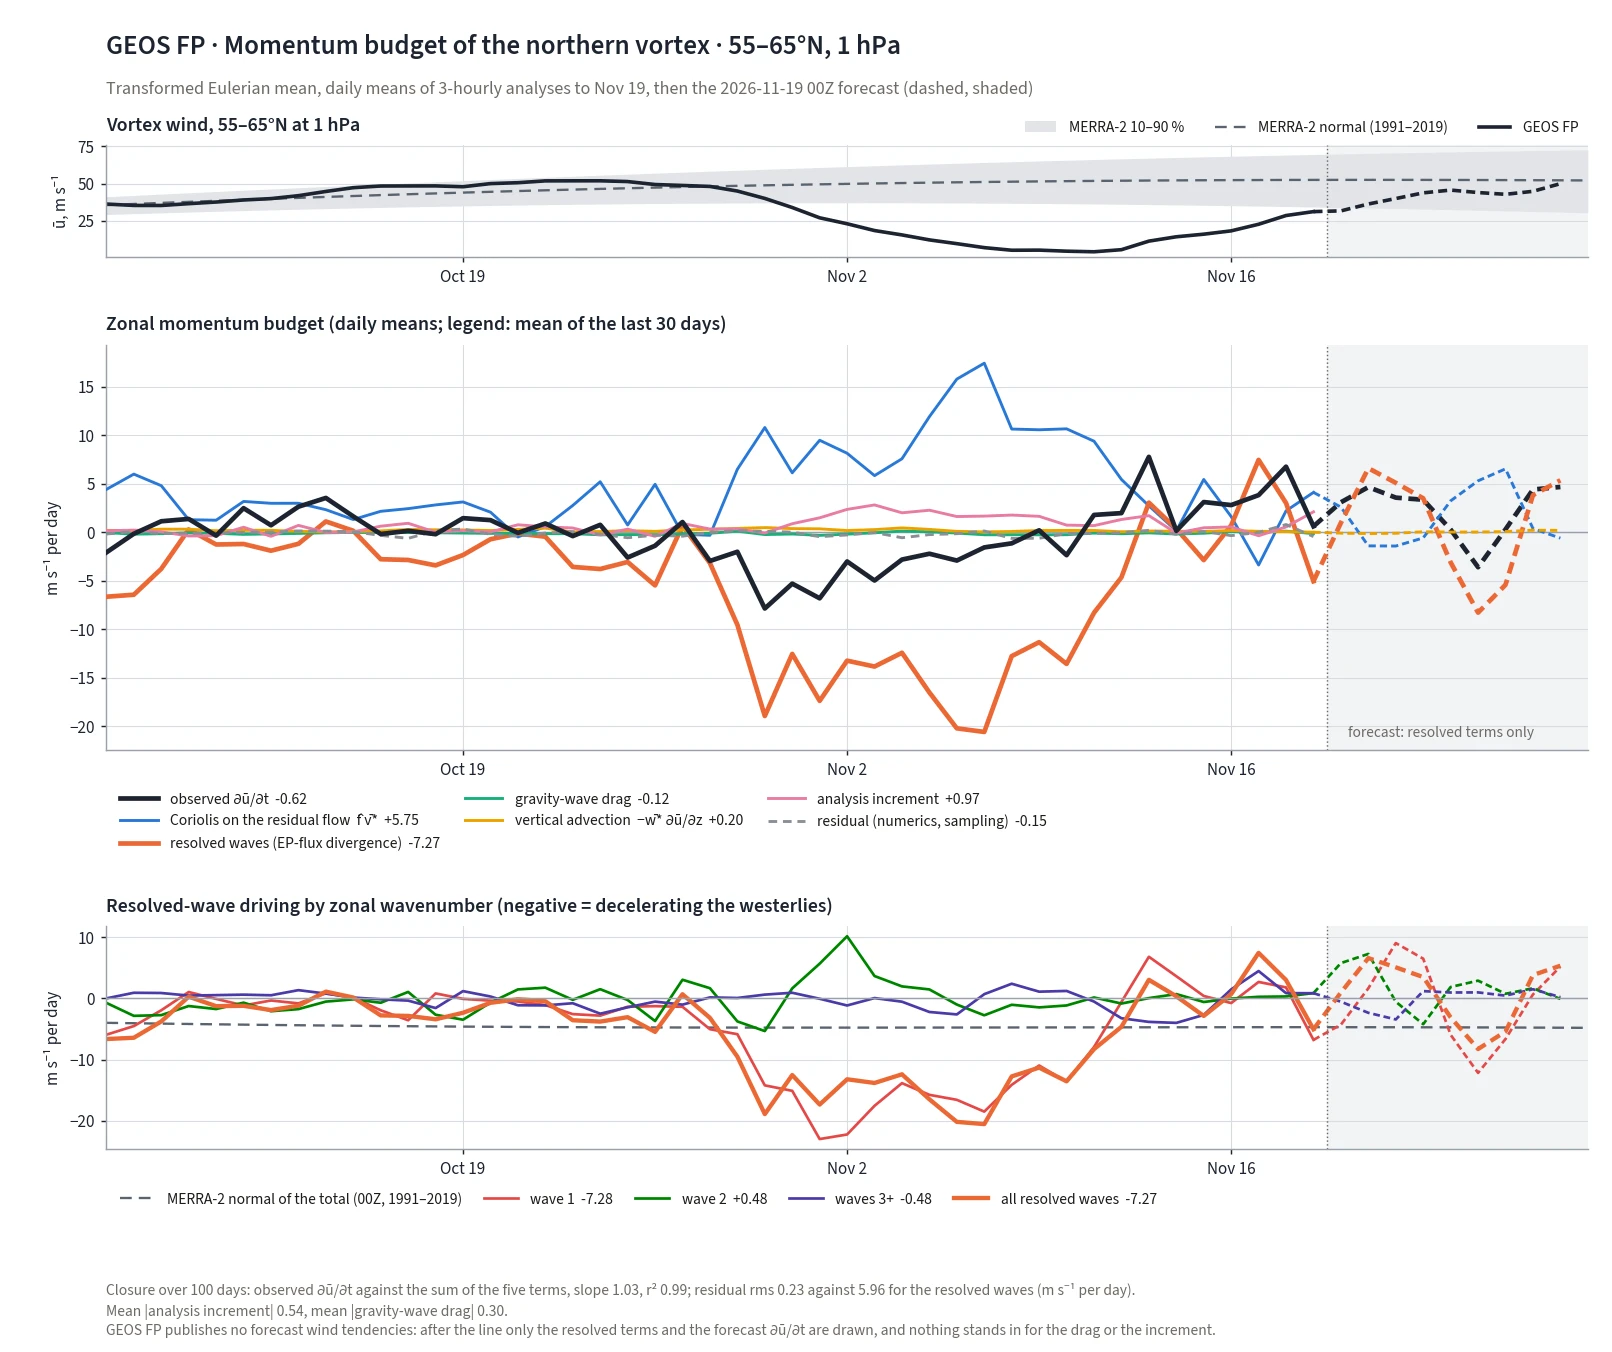 GEOS FP · Momentum budget of the northern vortex · 55–65°N, 1 hPa
Transformed Eulerian mean, daily means of 3-hourly analyses to Nov 19, then the 2026-11-19 00Z forecast (dashed, shaded)
Vortex wind, 55–65°N at 1 hPa
MERRA-2 10–90 %
MERRA-2 normal (1991–2019)
GEOS FP
75
50
25
ū, m s⁻¹
Oct 19
Nov 2
Nov 16
Zonal momentum budget (daily means; legend: mean of the last 30 days)
15
10
5
0
−5
−10
−15
−20
m s⁻¹ per day
forecast: resolved terms only
Oct 19
Nov 2
Nov 16
observed ∂ū/∂t -0.62
gravity-wave drag -0.12
analysis increment +0.97
Coriolis on the residual flow f v̄* +5.75
vertical advection −w̄* ∂ū/∂z +0.20
residual (numerics, sampling) -0.15
resolved waves (EP-flux divergence) -7.27
Resolved-wave driving by zonal wavenumber (negative = decelerating the westerlies)
10
0
−10
−20
m s⁻¹ per day
Oct 19
Nov 2
Nov 16
MERRA-2 normal of the total (00Z, 1991–2019)
wave 1 -7.28
wave 2 +0.48
waves 3+ -0.48
all resolved waves -7.27
Closure over 100 days: observed ∂ū/∂t against the sum of the five terms, slope 1.03, r² 0.99; residual rms 0.23 against 5.96 for the resolved waves (m s⁻¹ per day).
Mean |analysis increment| 0.54, mean |gravity-wave drag| 0.30.
GEOS FP publishes no forecast wind tendencies: after the line only the resolved terms and the forecast ∂ū/∂t are drawn, and nothing stands in for the drag or the increment.